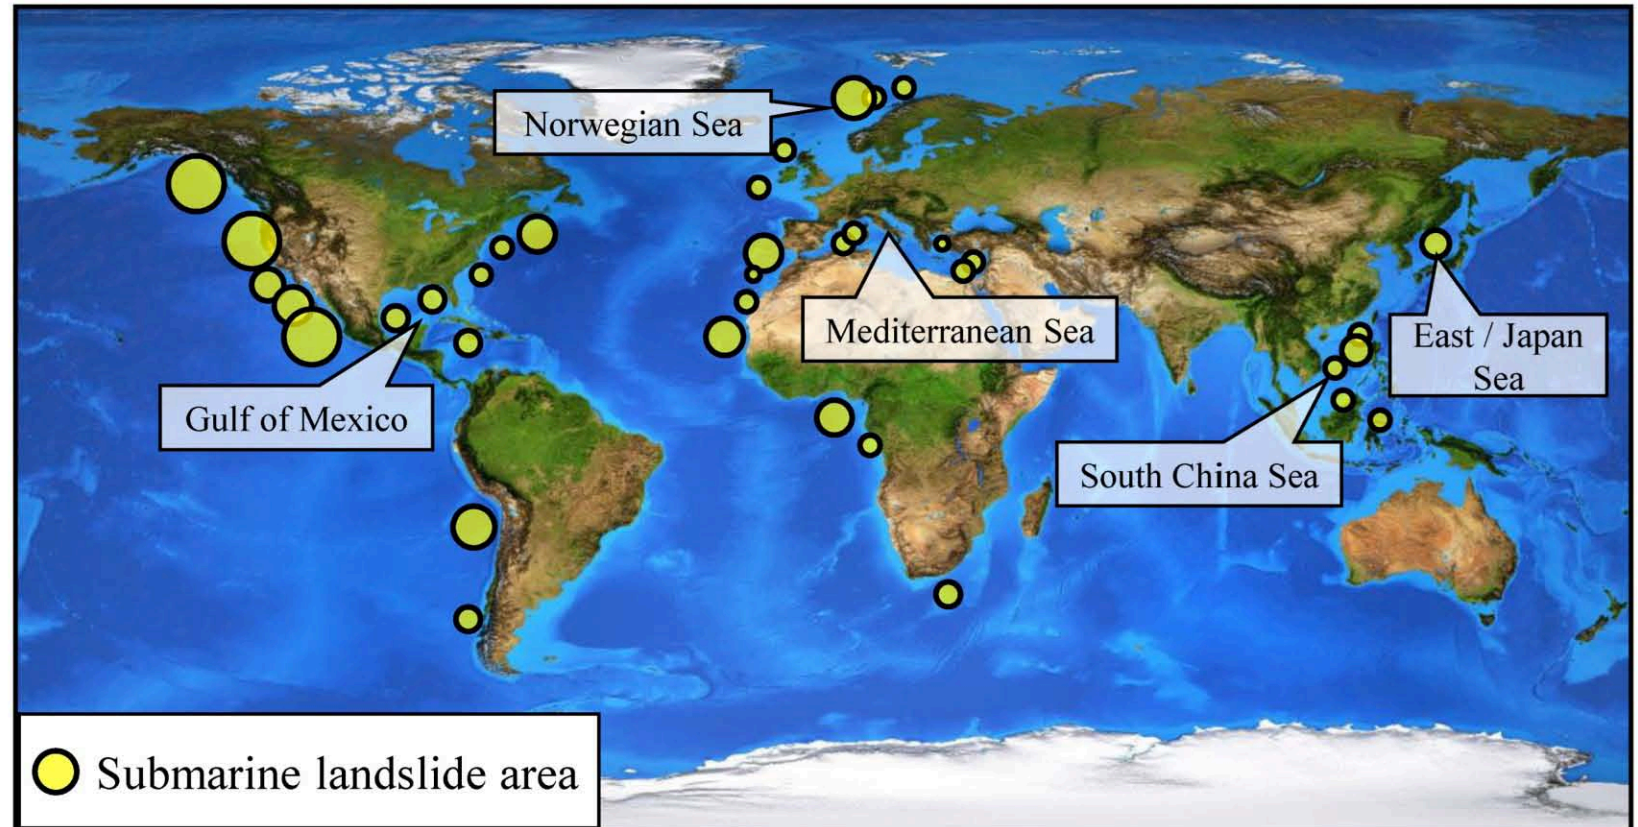 Norwegian Sea
Mediterranean Sea
East / Japan
Sea
Gulf of Mexico
South China Sea
Submarine landslide area